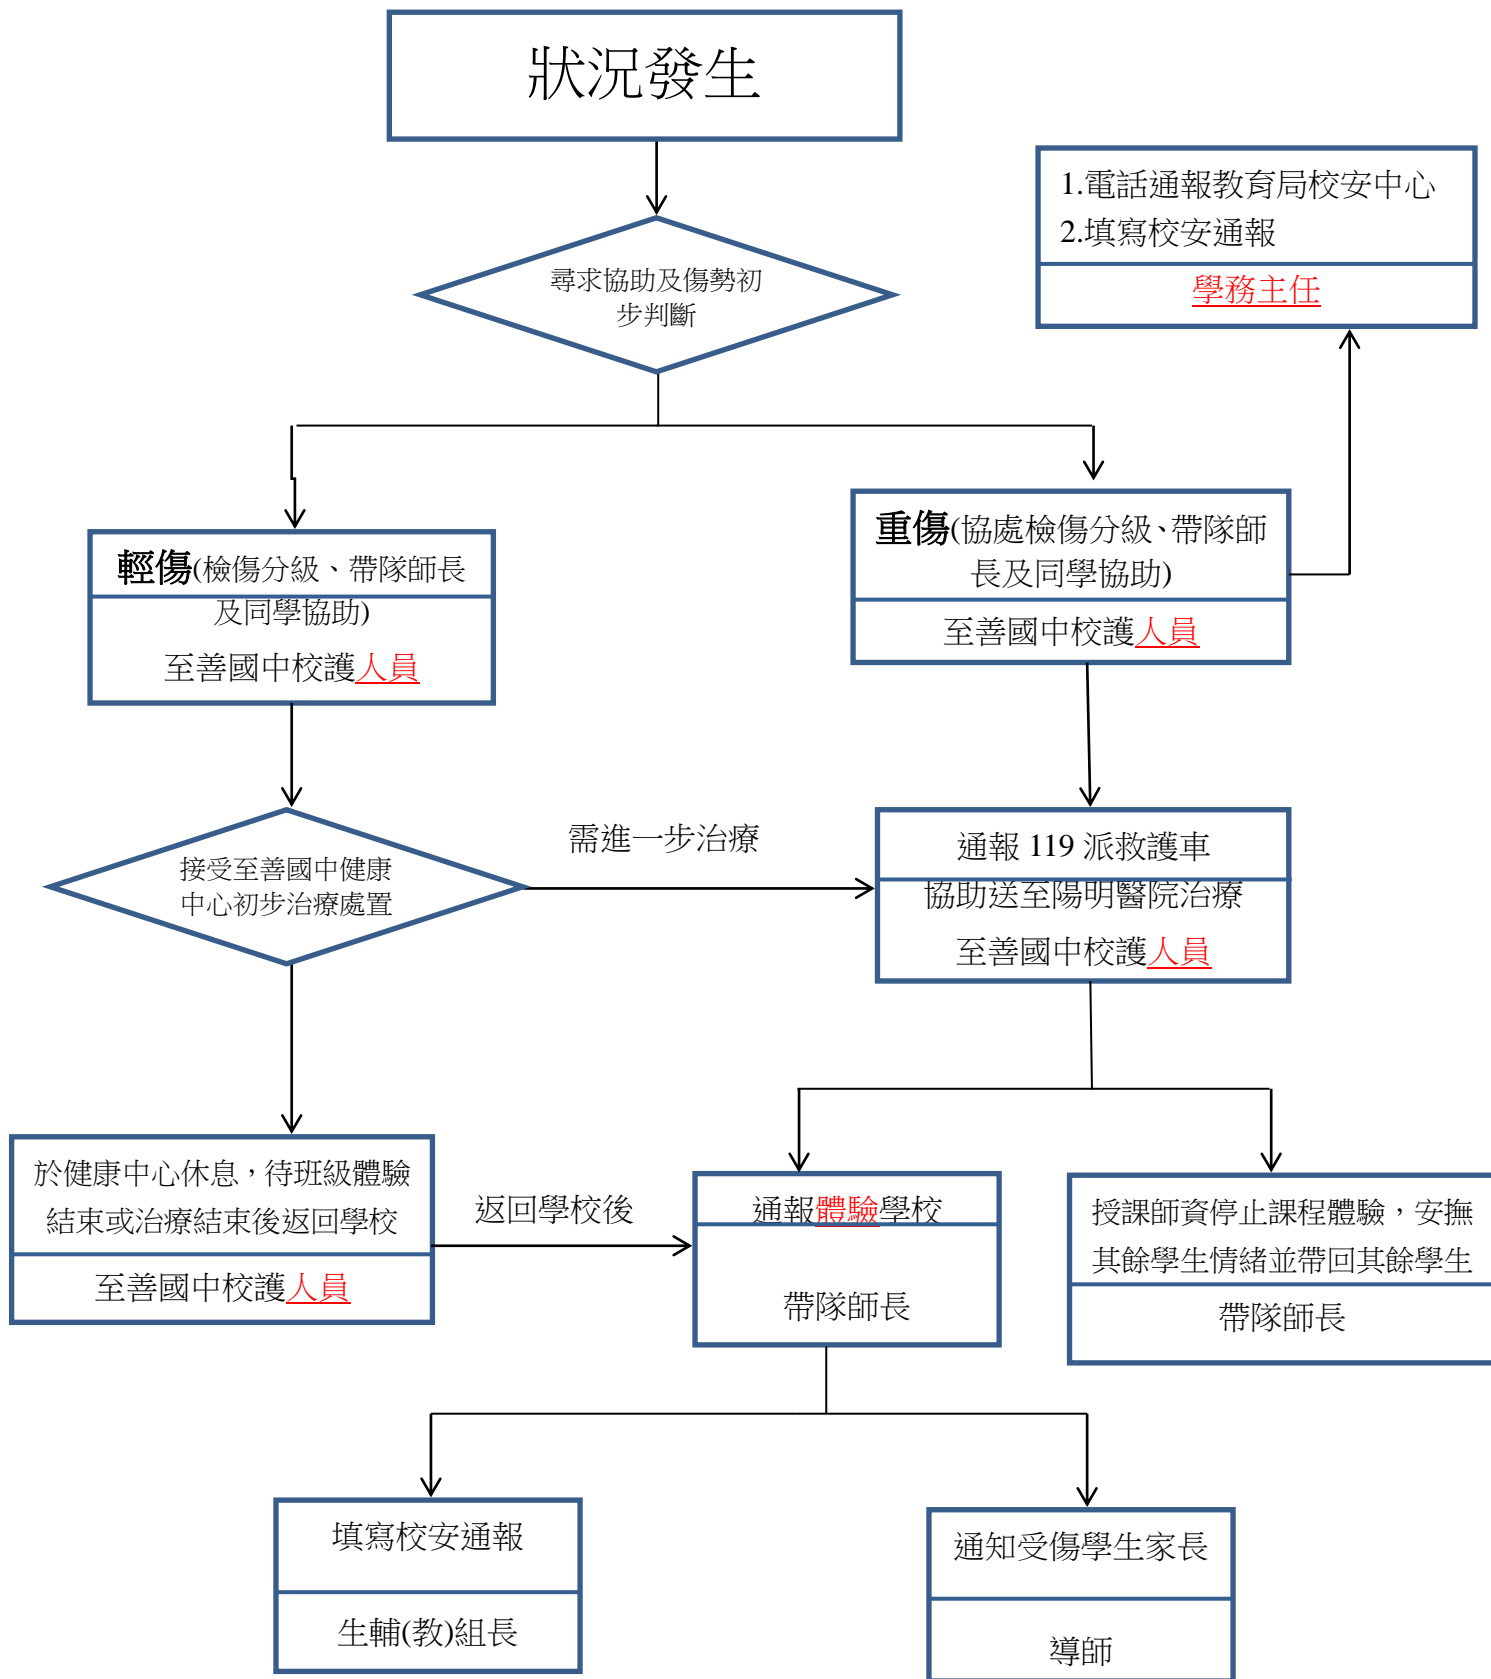 狀況發生
1.電話通報教育局校安中心
2.填寫校安通報
學務主任
尋求協助及傷勢初
步判斷
輕傷(檢傷分級、帶隊師長
及同學協助)
至善國中校護人員
重傷(協處檢傷分級、帶隊師
長及同學協助)
至善國中校護人員
接受至善國中健康
中心初步治療處置
需進一步治療
通報 119 派救護車
協助送至陽明醫院治療
至善國中校護人員
於健康中心休息，待班級體驗
結束或治療結束後返回學校
至善國中校護人員
返回學校後
通報體驗學校
帶隊師長
授課師資停止課程體驗，安撫
其餘學生情緒並帶回其餘學生
帶隊師長
填寫校安通報
生輔(教)組長
通知受傷學生家長
導師